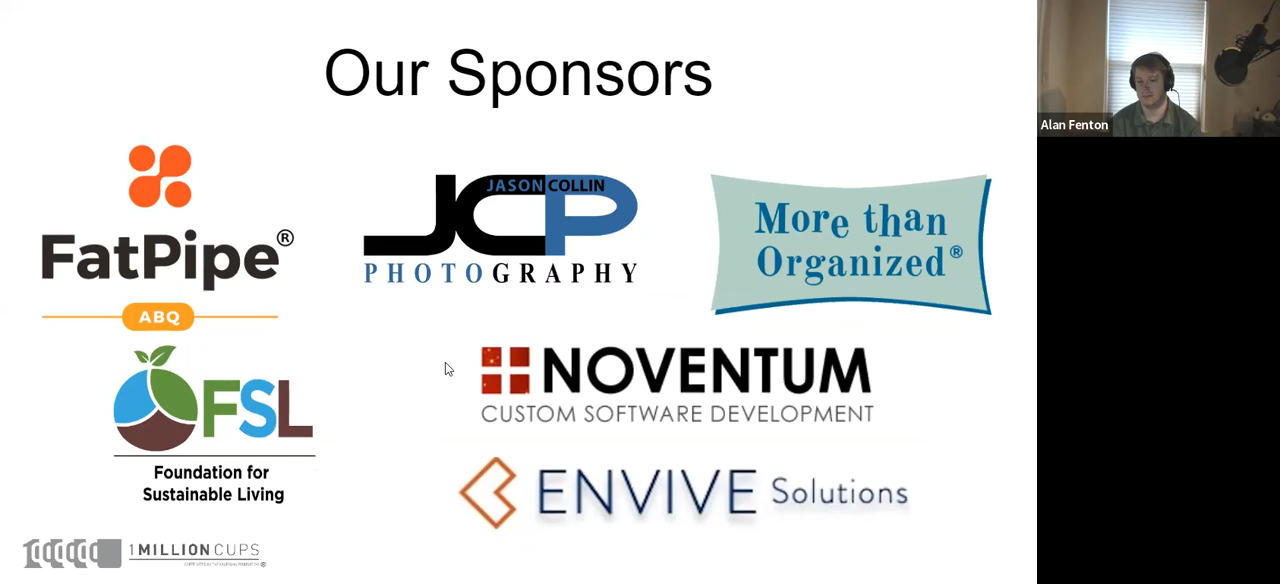 Our Sponsors
Alan Fenton
FatPipe®
ABQ
JASON COLLIN
JCP
PHOTOGRAPHY
More than
Organized®
FSL
Foundation for
Sustainable Living
NOVENTUM
CUSTOM SOFTWARE DEVELOPMENT
ENVIVE Solutions
1 MILLION CUPS